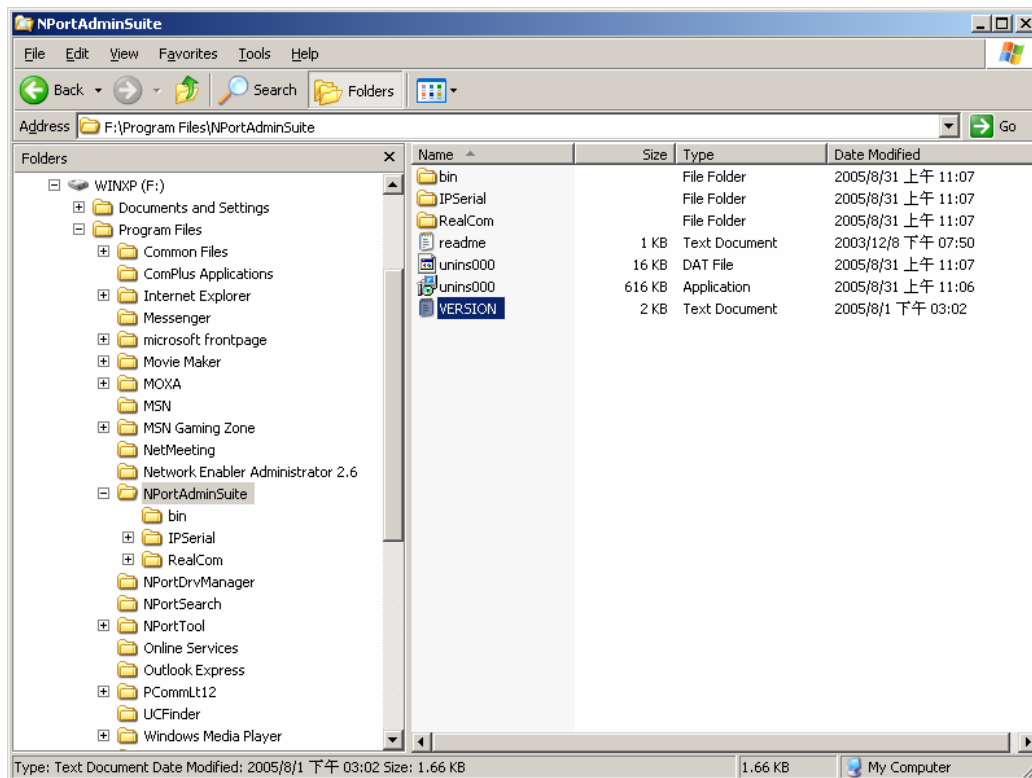 NPortAdminSuite
File Edit View Favorites Tools Help
Back Search Folders
Address F:\Program Files\NPortAdminSuite Go
Folders
WINXP (F:)
Documents and Settings
Program Files
Common Files
ComPlus Applications
Internet Explorer
Messenger
microsoft frontpage
Movie Maker
MOXA
MSN
MSN Gaming Zone
NetMeeting
Network Enabler Administrator 2.6
NPortAdminSuite
bin
IPSerial
RealCom
NPortDrvManager
NPortSearch
NPortTool
Online Services
Outlook Express
PCommLt12
UCFinder
Windows Media Player
Name Size Type Date Modified
bin File Folder 2005/8/31 上午 11:07
IPSerial File Folder 2005/8/31 上午 11:07
RealCom File Folder 2005/8/31 上午 11:07
readme 1 KB Text Document 2003/12/8 下午 07:50
unins000 16 KB DAT File 2005/8/31 上午 11:07
unins000 616 KB Application 2005/8/31 上午 11:06
VERSION 2 KB Text Document 2005/8/1 下午 03:02
Type: Text Document Date Modified: 2005/8/1 下午 03:02 Size: 1.66 KB 1.66 KB My Computer